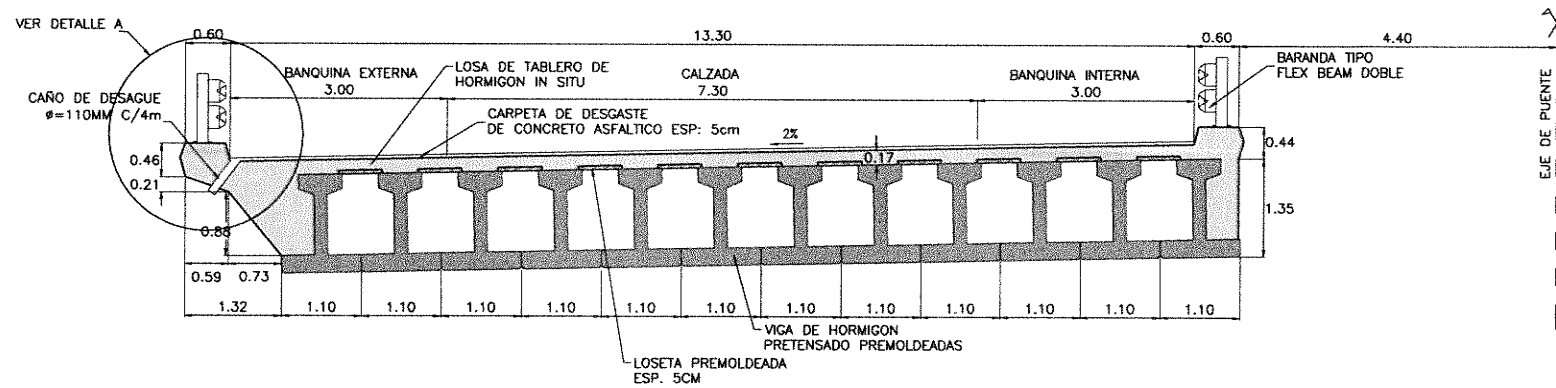 VER DETALLE A
0.60
13.30
0.60
4.40
BANQUINA EXTERNA
3.00
LOSA DE TABLERO DE
HORMIGON IN SITU
CALZADA
7.30
BANQUINA INTERNA
3.00
BARANDA TIPO
FLEX BEAM DOBLE
CAÑO DE DESAGUE
ø=110MM C/4m
CARPETA DE DESGASTE
DE CONCRETO ASFALTICO ESP: 5cm
2%
0.17
0.44
EJE DE PUENTE
0.46
0.21
0.88
1.35
0.59
0.73
1.32
1.10
1.10
1.10
1.10
1.10
1.10
1.10
1.10
1.10
1.10
1.10
1.10
VIGA DE HORMIGON
PRETENSADO PREMOLDEADAS
LOSETA PREMOLDEADA
ESP. 5CM